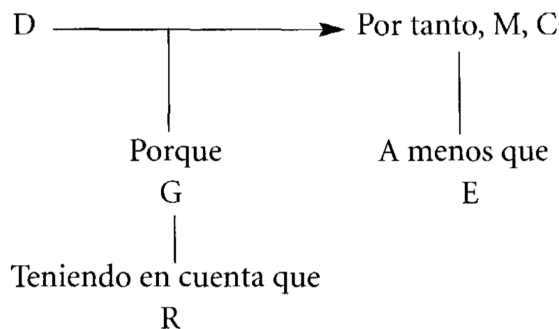 D Por tanto, M, C
Porque A menos que
G E
Teniendo en cuenta que
R